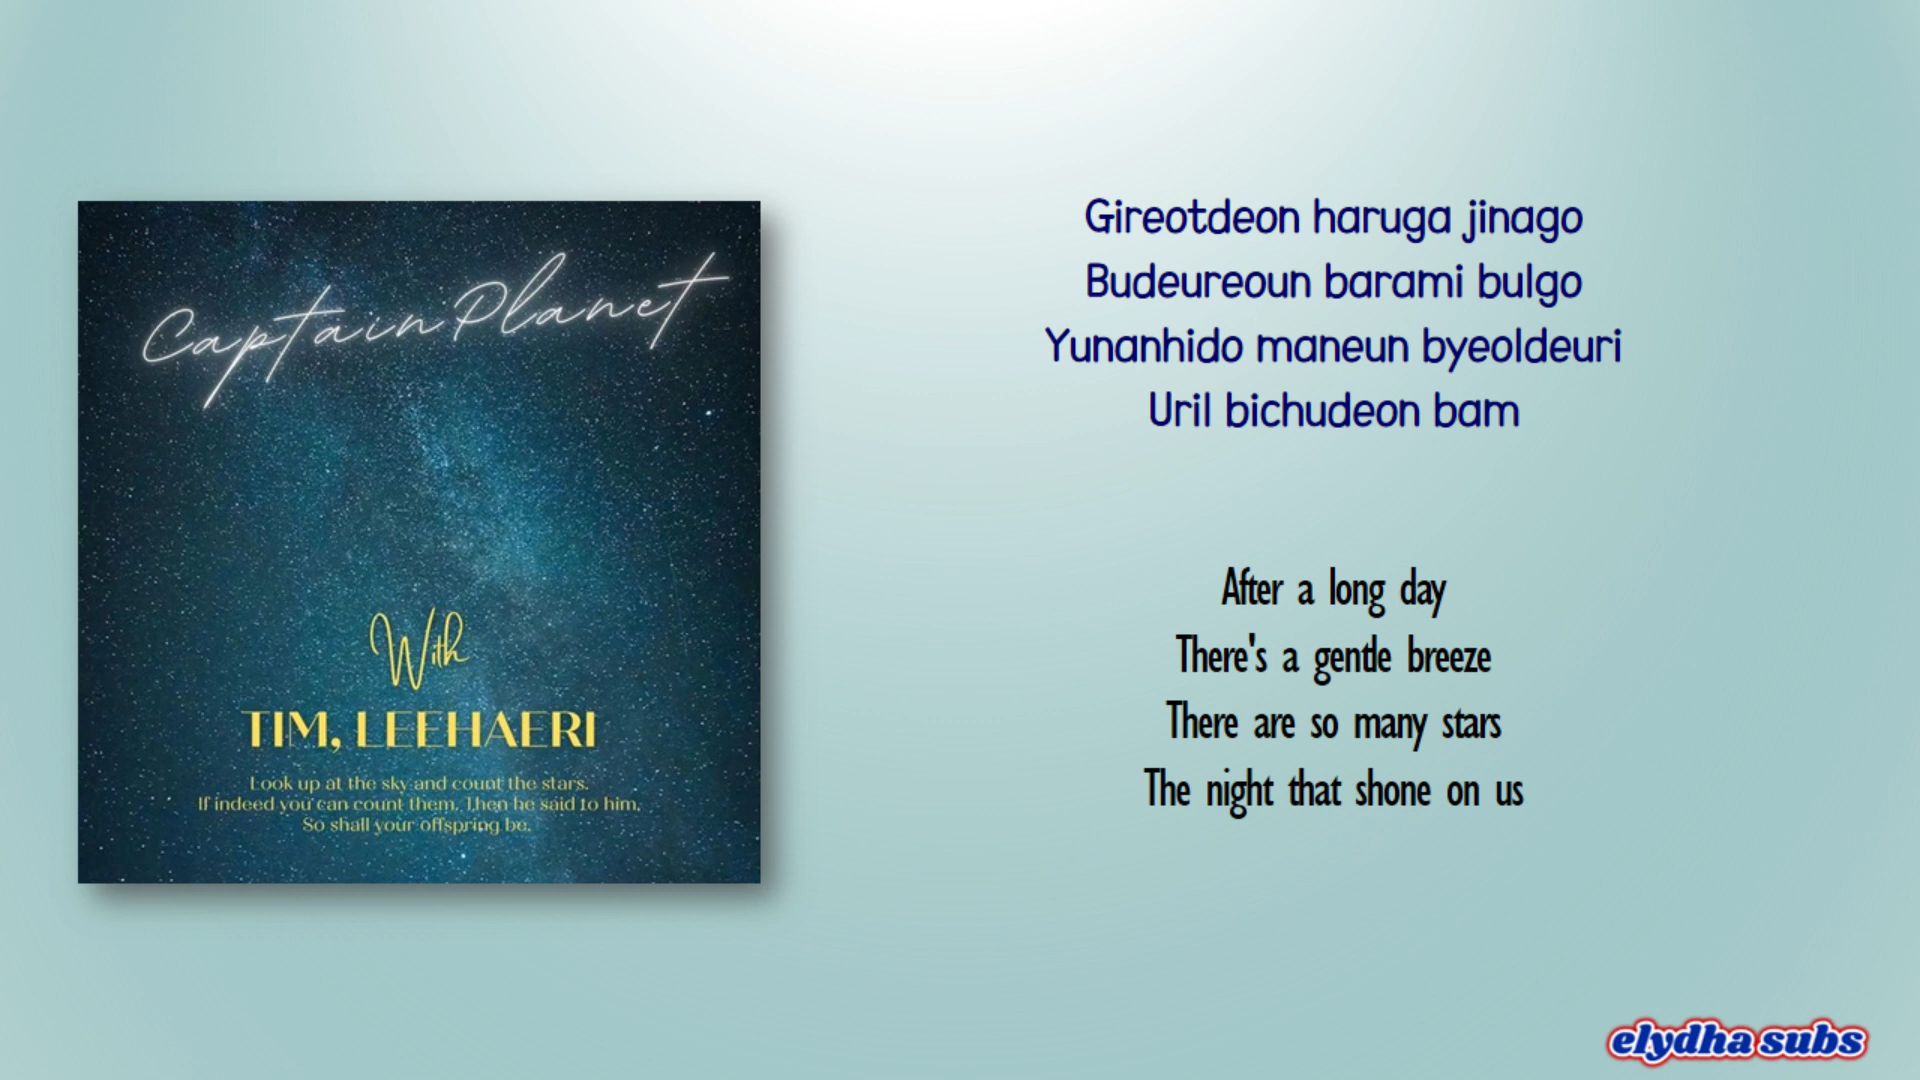 Captain Planet
With
TIM, LEEHAERI
Look up at the sky and count the stars.
If indeed you can count them. Then he said to him,
So shall your offspring be.
Gireotdeon haruga jinago
Budeureoun barami bulgo
Yunanhido maneun byeoldeuri
Uril bichudeon bam
After a long day
There's a gentle breeze
There are so many stars
The night that shone on us
elydha subs